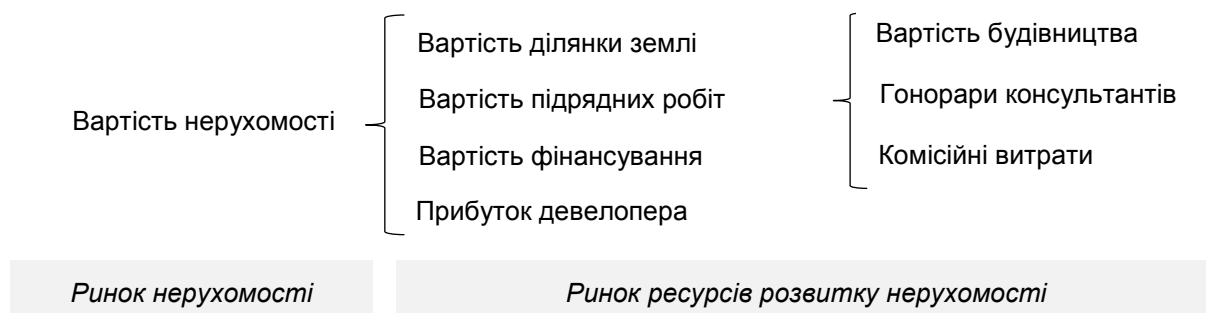 Вартість нерухомості
Вартість ділянки землі
Вартість підрядних робіт
Вартість фінансування
Прибуток девелопера
Вартість будівництва
Гонорари консультантів
Комісійні витрати
Ринок нерухомості
Ринок ресурсів розвитку нерухомості